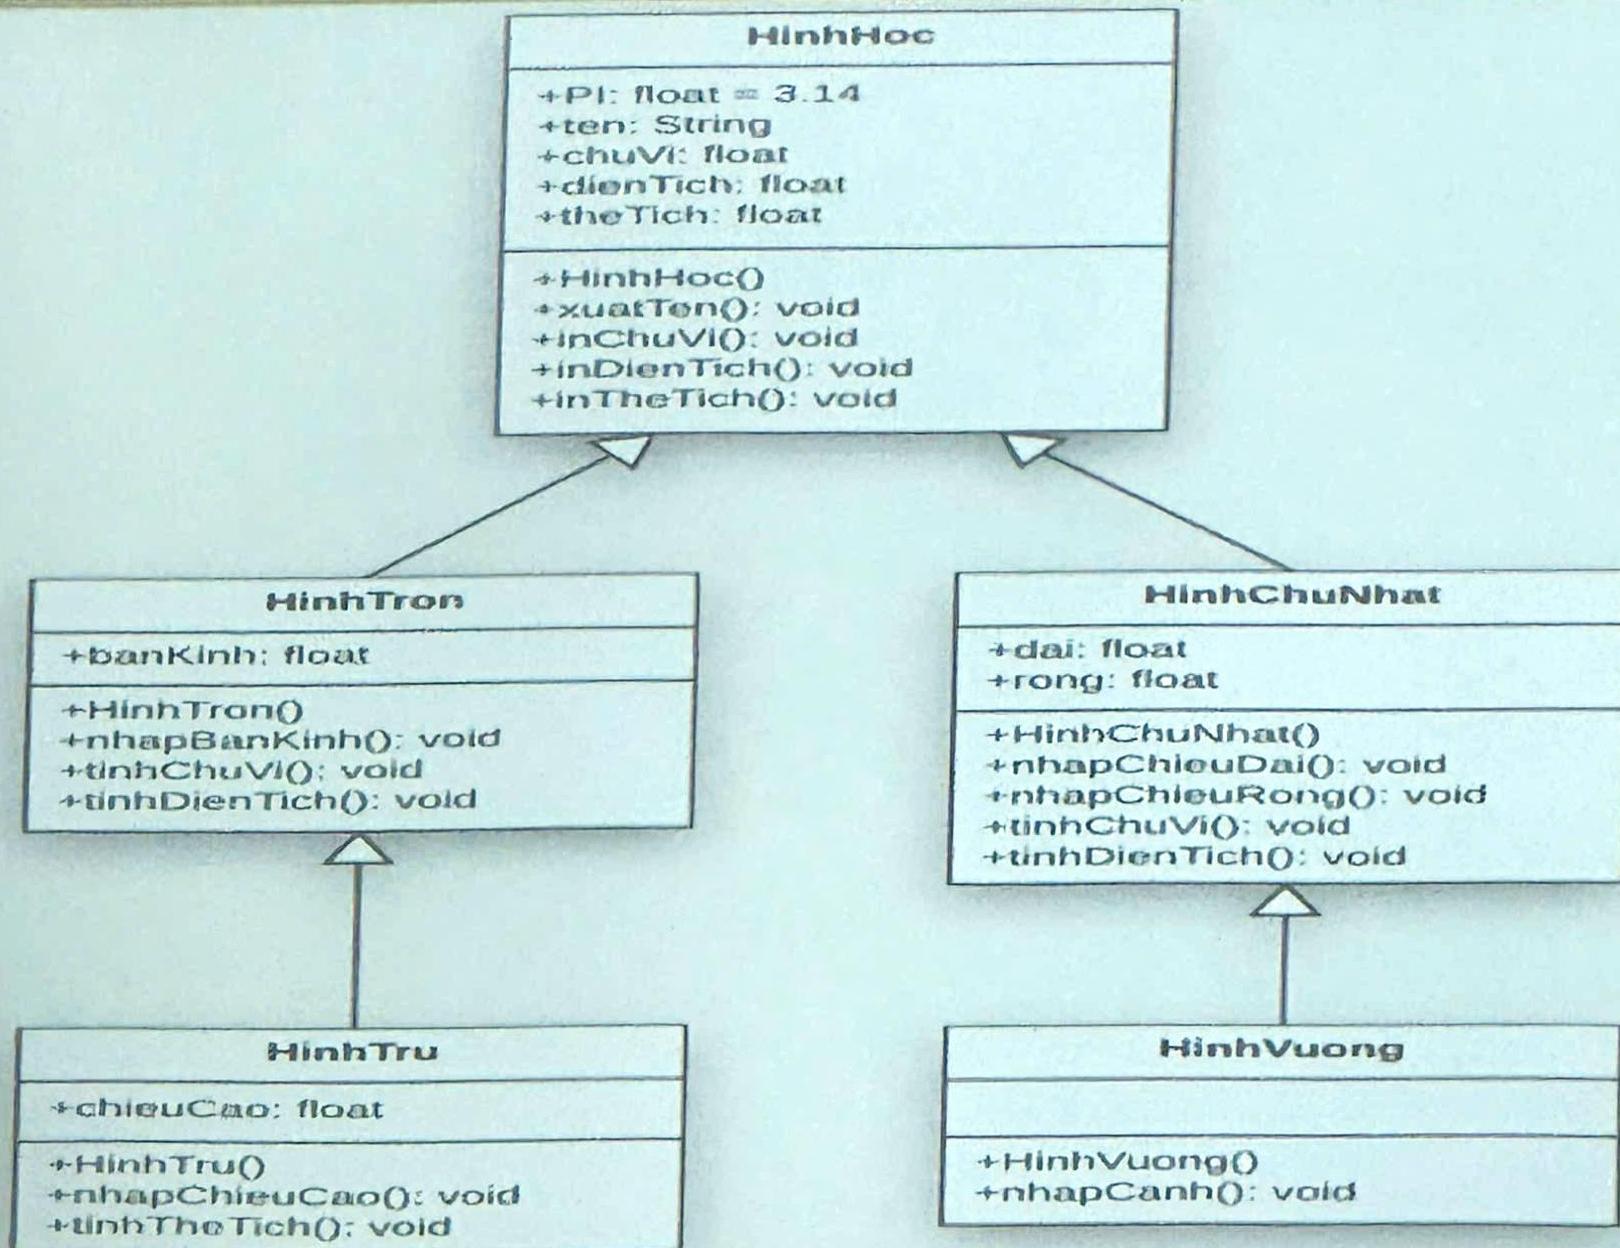 HinhHoc
+PI: float = 3.14
+ten: String
+chuVi: float
+dienTich: float
+theTich: float
+HinhHoc()
+xuatTen(): void
+inChuVi(): void
+inDienTich(): void
+inTheTich(): void
HinhTron
+banKinh: float
+HinhTron()
+nhapBanKinh(): void
+tinhChuVi(): void
+tinhDienTich(): void
HinhChuNhat
+dai: float
+rong: float
+HinhChuNhat()
+nhapChieuDai(): void
+nhapChieuRong(): void
+tinhChuVi(): void
+tinhDienTich(): void
HinhTru
+chieuCao: float
+HinhTru()
+nhapChieuCao(): void
+tinhTheTich(): void
HinhVuong
+HinhVuong()
+nhapCanh(): void